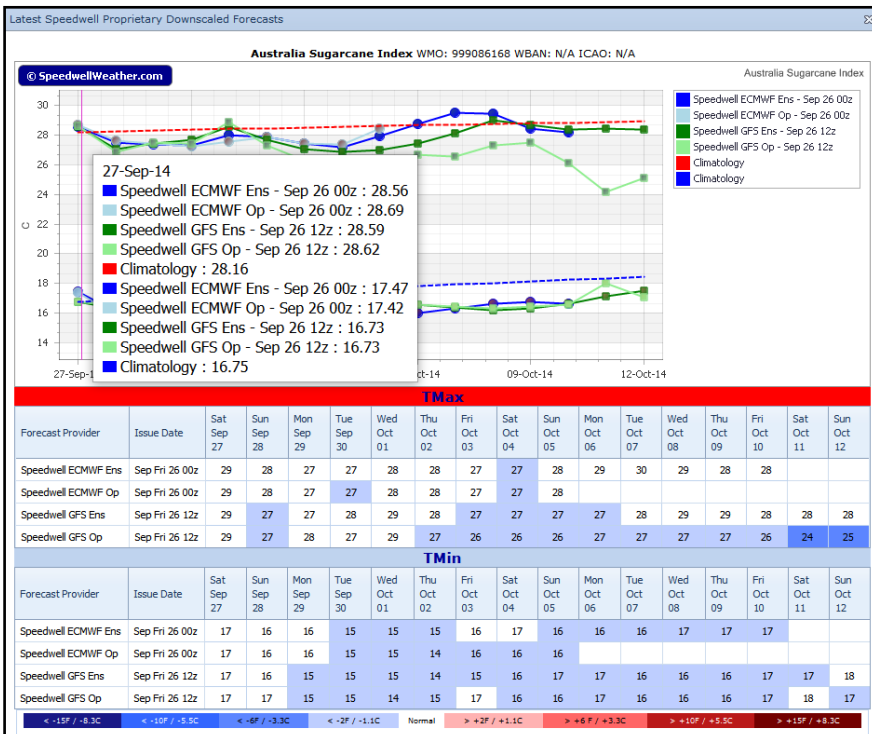 Latest Speedwell Proprietary Downscaled Forecasts
Australia Sugarcane Index WMO: 999086168 WBAN: N/A ICAO: N/A
© SpeedwellWeather.com
Australia Sugarcane Index
30
28
26
24
22
20
18
16
14
C
Speedwell ECMWF Ens - Sep 26 00z
Speedwell ECMWF Op - Sep 26 00z
Speedwell GFS Ens - Sep 26 12z
Speedwell GFS Op - Sep 26 12z
Climatology
Climatology
27-Sep-14
Speedwell ECMWF Ens - Sep 26 00z : 28.56
Speedwell ECMWF Op - Sep 26 00z : 28.69
Speedwell GFS Ens - Sep 26 12z : 28.59
Speedwell GFS Op - Sep 26 12z : 28.62
Climatology : 28.16
Speedwell ECMWF Ens - Sep 26 00z : 17.47
Speedwell ECMWF Op - Sep 26 00z : 17.42
Speedwell GFS Ens - Sep 26 12z : 16.73
Speedwell GFS Op - Sep 26 12z : 16.73
Climatology : 16.75
27-Sep-1 ct-14 09-Oct-14 12-Oct-14
TMax
Forecast Provider Issue Date Sat Sep 27 Sun Sep 28 Mon Sep 29 Tue Sep 30 Wed Oct 01 Thu Oct 02 Fri Oct 03 Sat Oct 04 Sun Oct 05 Mon Oct 06 Tue Oct 07 Wed Oct 08 Thu Oct 09 Fri Oct 10 Sat Oct 11 Sun Oct 12
Speedwell ECMWF Ens Sep Fri 26 00z 29 28 27 27 28 28 27 27 28 29 30 29 28 28
Speedwell ECMWF Op Sep Fri 26 00z 29 28 27 27 28 28 27 27 28
Speedwell GFS Ens Sep Fri 26 12z 29 27 27 28 29 28 27 27 27 27 28 29 29 28 28 28
Speedwell GFS Op Sep Fri 26 12z 29 27 28 27 29 27 26 26 26 27 27 27 27 26 24 25
TMin
Forecast Provider Issue Date Sat Sep 27 Sun Sep 28 Mon Sep 29 Tue Sep 30 Wed Oct 01 Thu Oct 02 Fri Oct 03 Sat Oct 04 Sun Oct 05 Mon Oct 06 Tue Oct 07 Wed Oct 08 Thu Oct 09 Fri Oct 10 Sat Oct 11 Sun Oct 12
Speedwell ECMWF Ens Sep Fri 26 00z 17 16 16 15 15 15 16 17 16 16 16 17 17 17
Speedwell ECMWF Op Sep Fri 26 00z 17 16 16 15 15 14 16 16 16
Speedwell GFS Ens Sep Fri 26 12z 17 16 15 15 15 14 15 16 17 17 16 16 16 17 17 18
Speedwell GFS Op Sep Fri 26 12z 17 17 15 15 14 15 17 16 16 17 16 16 16 17 18 17
< -15F / -8.3C < -10F / -5.5C < -6F / -3.3C < -2F / -1.1C Normal > +2F / +1.1C > +6 F / +3.3C > +10F / +5.5C > +15F / +8.3C